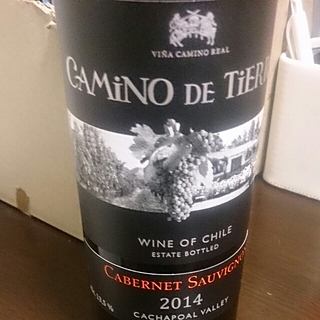 VIÑA CAMINO REAL
CAMiNO DE TiER
WINE OF CHILE
ESTATE BOTTLED
CABERNET SAUVIGNO
2014
CACHAPOAL VALLEY